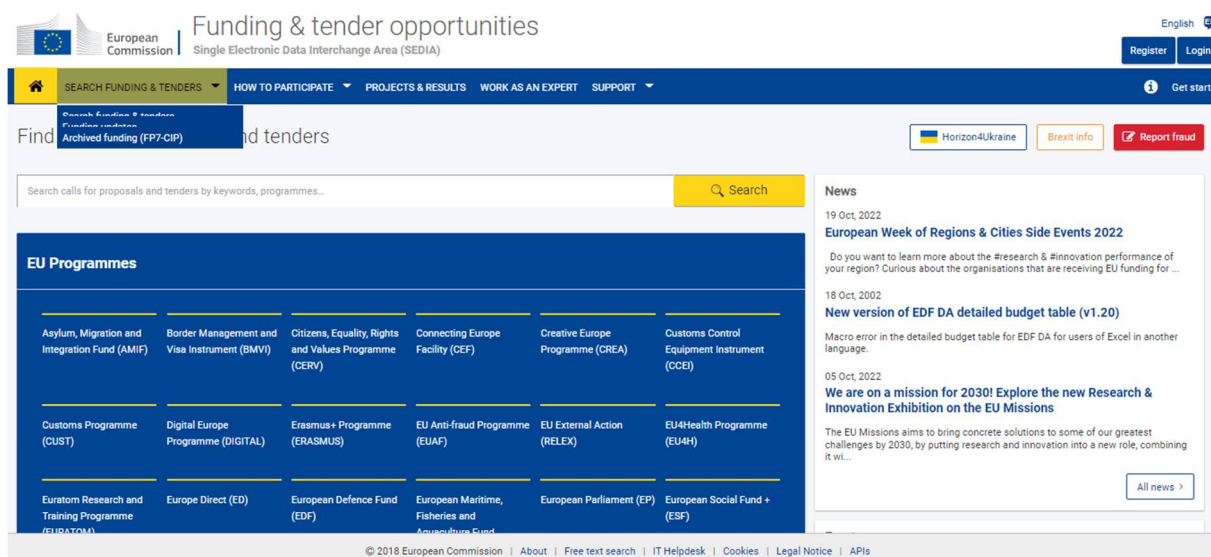 European
Commission
Funding & tender opportunities
Single Electronic Data Interchange Area (SEDIA)
English
Register
Login
SEARCH FUNDING & TENDERS
HOW TO PARTICIPATE
PROJECTS & RESULTS
WORK AS AN EXPERT
SUPPORT
Get start
Search funding & tenders
Funding updates
Archived funding (FP7-CIP)
Find nd tenders
Horizon4Ukraine
Brexit info
Report fraud
Search calls for proposals and tenders by keywords, programmes...
Search
EU Programmes
Asylum, Migration and
Integration Fund (AMIF)
Border Management and
Visa Instrument (BMVI)
Citizens, Equality, Rights
and Values Programme
(CERV)
Connecting Europe
Facility (CEF)
Creative Europe
Programme (CREA)
Customs Control
Equipment Instrument
(CCEI)
Customs Programme
(CUST)
Digital Europe
Programme (DIGITAL)
Erasmus+ Programme
(ERASMUS)
EU Anti-fraud Programme
(EUAF)
EU External Action
(RELEX)
EU4Health Programme
(EU4H)
Euratom Research and
Training Programme
(EURATOM)
Europe Direct (ED)
European Defence Fund
(EDF)
European Maritime,
Fisheries and
Aquaculture Fund
European Parliament (EP)
European Social Fund +
(ESF)
News
19 Oct, 2022
European Week of Regions & Cities Side Events 2022
Do you want to learn more about the #research & #innovation performance of
your region? Curious about the organisations that are receiving EU funding for ...
18 Oct, 2002
New version of EDF DA detailed budget table (v1.20)
Macro error in the detailed budget table for EDF DA for users of Excel in another
language.
05 Oct, 2022
We are on a mission for 2030! Explore the new Research &
Innovation Exhibition on the EU Missions
The EU Missions aims to bring concrete solutions to some of our greatest
challenges by 2030, by putting research and innovation into a new role, combining
it wi...
All news >
© 2018 European Commission | About | Free text search | IT Helpdesk | Cookies | Legal Notice | APIs